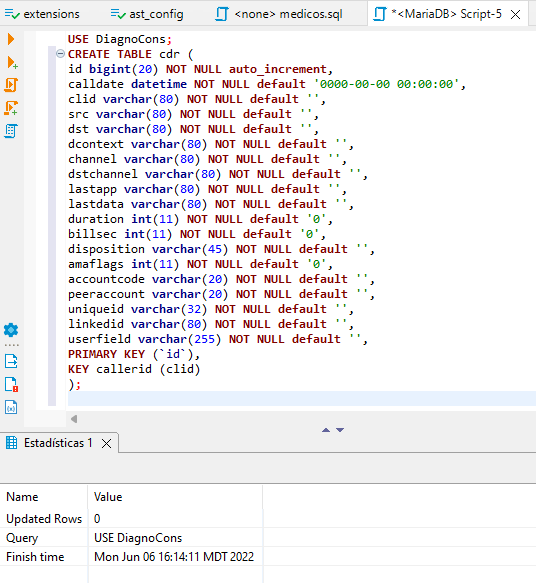 extensions
ast_config
<none> medicos.sql
*<MariaDB> Script-5
USE DiagnoCons;
CREATE TABLE cdr (
id bigint(20) NOT NULL auto_increment,
calldate datetime NOT NULL default '0000-00-00 00:00:00',
clid varchar(80) NOT NULL default '',
src varchar(80) NOT NULL default '',
dst varchar(80) NOT NULL default '',
dcontext varchar(80) NOT NULL default '',
channel varchar(80) NOT NULL default '',
dstchannel varchar(80) NOT NULL default '',
lastapp varchar(80) NOT NULL default '',
lastdata varchar(80) NOT NULL default '',
duration int(11) NOT NULL default '0',
billsec int(11) NOT NULL default '0',
disposition varchar(45) NOT NULL default '',
amaflags int(11) NOT NULL default '0',
accountcode varchar(20) NOT NULL default '',
peeraccount varchar(20) NOT NULL default '',
uniqueid varchar(32) NOT NULL default '',
linkedid varchar(80) NOT NULL default '',
userfield varchar(255) NOT NULL default '',
PRIMARY KEY (`id`),
KEY callerid (clid)
);
Estadísticas 1
Name Value
Updated Rows 0
Query USE DiagnoCons
Finish time Mon Jun 06 16:14:11 MDT 2022